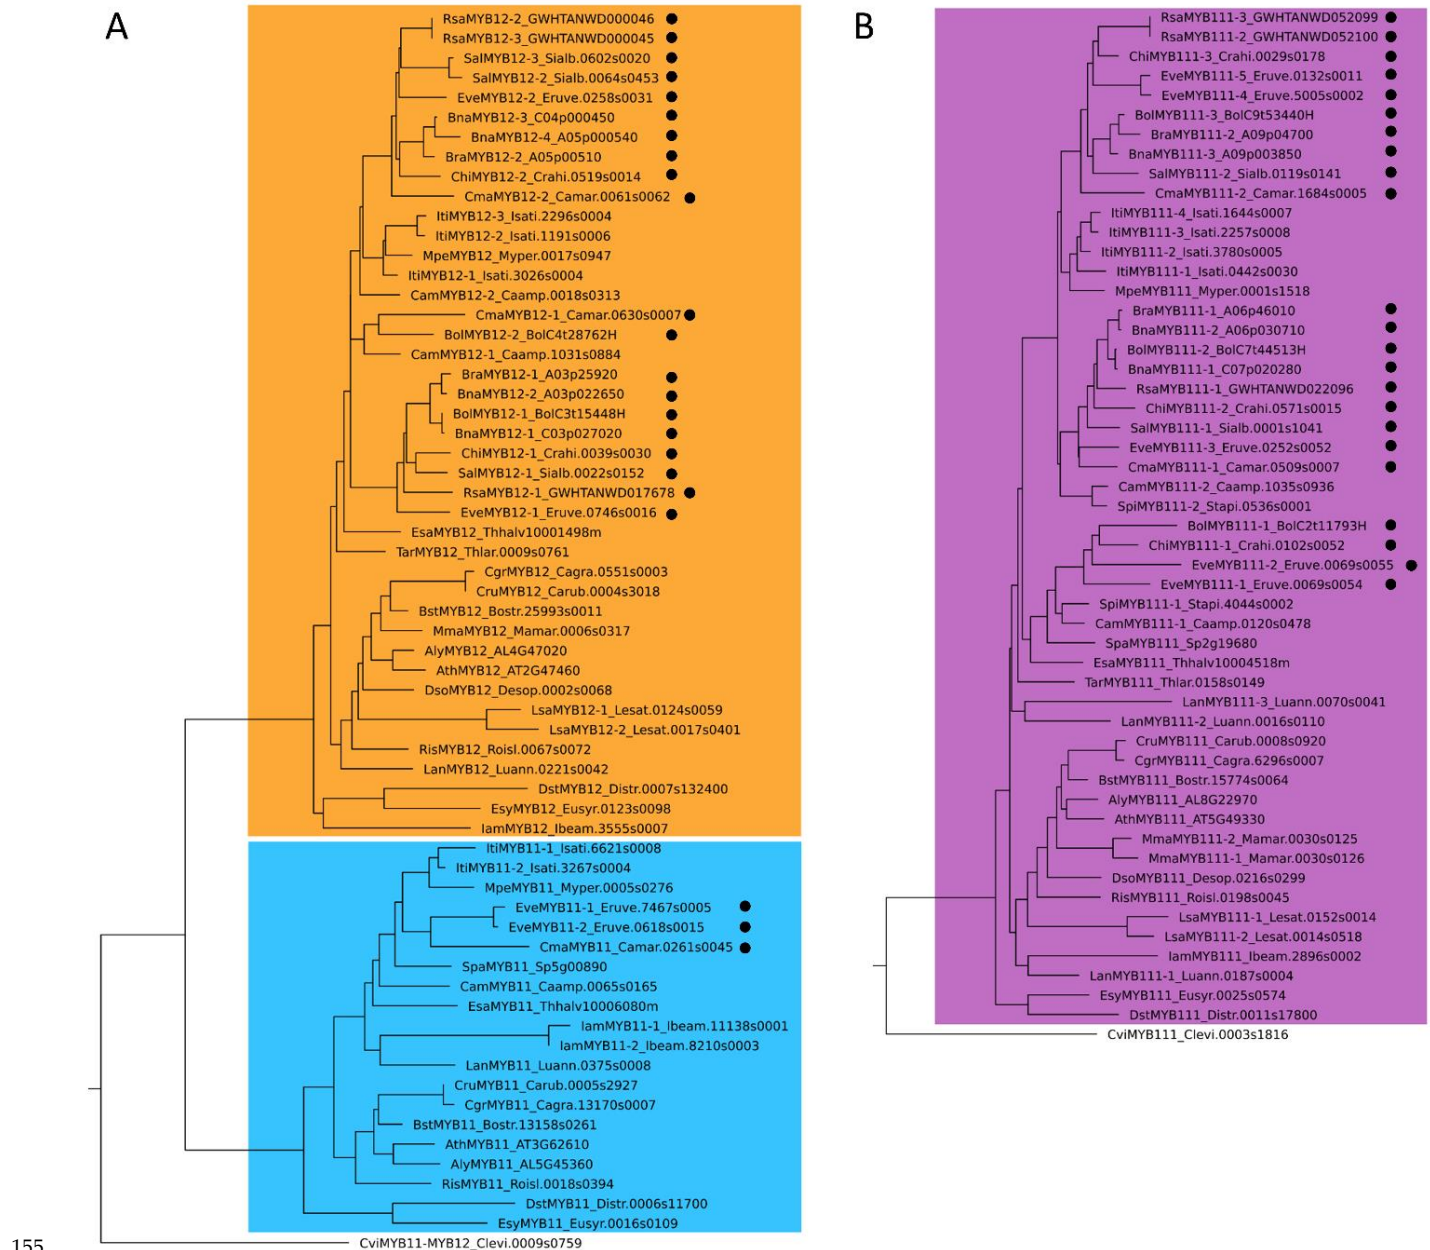 A
RsaMYB12-2_GWHTANWD000046
RsaMYB12-3_GWHTANWD000045
SalMYB12-3_Sialb.0602s0020
SalMYB12-2_Sialb.0064s0453
EveMYB12-2_Eruve.0258s0031
BnaMYB12-3_C04p000450
BnaMYB12-4_A05p000540
BraMYB12-2_A05p00510
ChiMYB12-2_Crahi.0519s0014
CmaMYB12-2_Camar.0061s0062
ItiMYB12-3_Isati.2296s0004
ItiMYB12-2_Isati.1191s0006
MpeMYB12_Myper.0017s0947
ItiMYB12-1_Isati.3026s0004
CamMYB12-2_Caamp.0018s0313
CmaMYB12-1_Camar.0630s0007
BolMYB12-2_BolC4t28762H
CamMYB12-1_Caamp.1031s0884
BraMYB12-1_A03p25920
BnaMYB12-2_A03p022650
BolMYB12-1_BolC3t15448H
BnaMYB12-1_C03p027020
ChiMYB12-1_Crahi.0039s0030
SalMYB12-1_Sialb.0022s0152
RsaMYB12-1_GWHTANWD017678
EveMYB12-1_Eruve.0746s0016
EsaMYB12_Thhalv10001498m
TarMYB12_Thlar.0009s0761
CgrMYB12_Cagra.0551s0003
CruMYB12_Carub.0004s3018
BstMYB12_Bostr.25993s0011
MmaMYB12_Mamar.0006s0317
AlyMYB12_AL4G47020
AthMYB12_AT2G47460
DsoMYB12_Desop.0002s0068
LsaMYB12-1_Lesat.0124s0059
LsaMYB12-2_Lesat.0017s0401
RisMYB12_Roisl.0067s0072
LanMYB12_Luann.0221s0042
DstMYB12_Distr.0007s132400
EsyMYB12_Eusyr.0123s0098
IamMYB12_Ibeam.3555s0007
ItiMYB11-1_Isati.6621s0008
ItiMYB11-2_Isati.3267s0004
MpeMYB11_Myper.0005s0276
EveMYB11-1_Eruve.7467s0005
EveMYB11-2_Eruve.0618s0015
CmaMYB11_Camar.0261s0045
SpaMYB11_Sp5g00890
CamMYB11_Caamp.0065s0165
EsaMYB11_Thhalv10006080m
IamMYB11-1_Ibeam.11138s0001
IamMYB11-2_Ibeam.8210s0003
LanMYB11_Luann.0375s0008
CruMYB11_Carub.0005s2927
CgrMYB11_Cagra.13170s0007
BstMYB11_Bostr.13158s0261
AthMYB11_AT3G62610
AlyMYB11_AL5G45360
RisMYB11_Roisl.0018s0394
DstMYB11_Distr.0006s11700
EsyMYB11_Eusyr.0016s0109
CviMYB11-MYB12_Clevi.0009s0759
B
RsaMYB111-3_GWHTANWD052099
RsaMYB111-2_GWHTANWD052100
ChiMYB111-3_Crahi.0029s0178
EveMYB111-5_Eruve.0132s0011
EveMYB111-4_Eruve.5005s0002
BolMYB111-3_BolC9t53440H
BraMYB111-2_A09p04700
BnaMYB111-3_A09p003850
SalMYB111-2_Sialb.0119s0141
CmaMYB111-2_Camar.1684s0005
ItiMYB111-4_Isati.1644s0007
ItiMYB111-3_Isati.2257s0008
ItiMYB111-2_Isati.3780s0005
ItiMYB111-1_Isati.0442s0030
MpeMYB111_Myper.0001s1518
BraMYB111-1_A06p46010
BnaMYB111-2_A06p030710
BolMYB111-2_BolC7t44513H
BnaMYB111-1_C07p020280
RsaMYB111-1_GWHTANWD022096
ChiMYB111-2_Crahi.0571s0015
SalMYB111-1_Sialb.0001s1041
EveMYB111-3_Eruve.0252s0052
CmaMYB111-1_Camar.0509s0007
CamMYB111-2_Caamp.1035s0936
SpiMYB111-2_Stapi.0536s0001
BolMYB111-1_BolC2t11793H
ChiMYB111-1_Crahi.0102s0052
EveMYB111-2_Eruve.0069s0055
EveMYB111-1_Eruve.0069s0054
SpiMYB111-1_Stapi.4044s0002
CamMYB111-1_Caamp.0120s0478
SpaMYB111_Sp2g19680
EsaMYB111_Thhalv10004518m
TarMYB111_Thlar.0158s0149
LanMYB111-3_Luann.0070s0041
LanMYB111-2_Luann.0016s0110
CruMYB111_Carub.0008s0920
CgrMYB111_Cagra.6296s0007
BstMYB111_Bostr.15774s0064
AlyMYB111_AL8G22970
AthMYB111_AT5G49330
MmaMYB111-2_Mamar.0030s0125
MmaMYB111-1_Mamar.0030s0126
DsoMYB111_Desop.0216s0299
RisMYB111_Roisl.0198s0045
LsaMYB111-1_Lesat.0152s0014
LsaMYB111-2_Lesat.0014s0518
IamMYB111_Ibeam.2896s0002
LanMYB111-1_Luann.0187s0004
EsyMYB111_Eusyr.0025s0574
DstMYB111_Distr.0011s17800
CviMYB111_Clevi.0003s1816
155